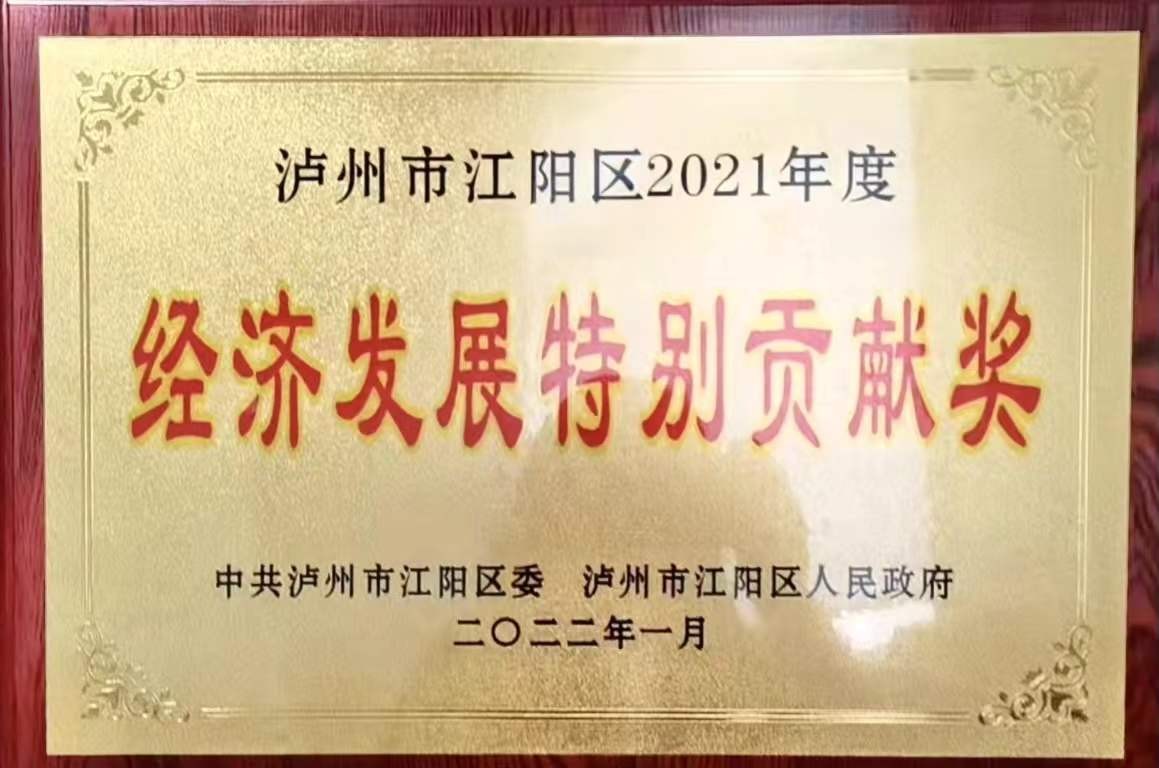 泸州市江阳区2021年度
经济发展特别贡献奖
中共泸州市江阳区委 泸州市江阳区人民政府
二〇二二年一月